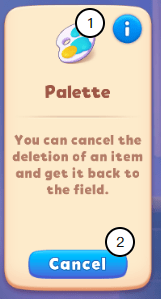 1
i
Palette
You can cancel the
deletion of an item
and get it back to
the field.
2
Cancel